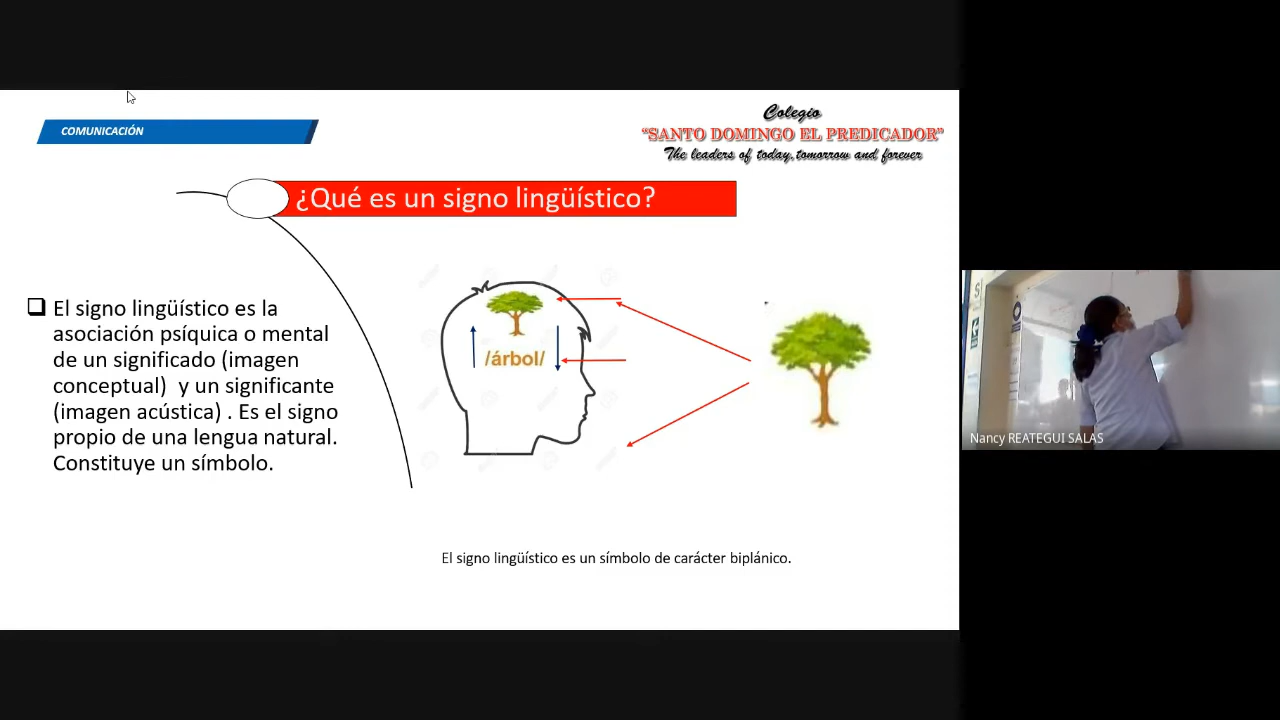 COMUNICACIÓN
Colegio
“SANTO DOMINGO EL PREDICADOR”
The leaders of today, tomorrow and forever
¿Qué es un signo lingüístico?
El signo lingüístico es la
asociación psíquica o mental
de un significado (imagen
conceptual) y un significante
(imagen acústica) . Es el signo
propio de una lengua natural.
Constituye un símbolo.
/árbol/
El signo lingüístico es un símbolo de carácter biplánico.
Nancy REATEGUI SALAS